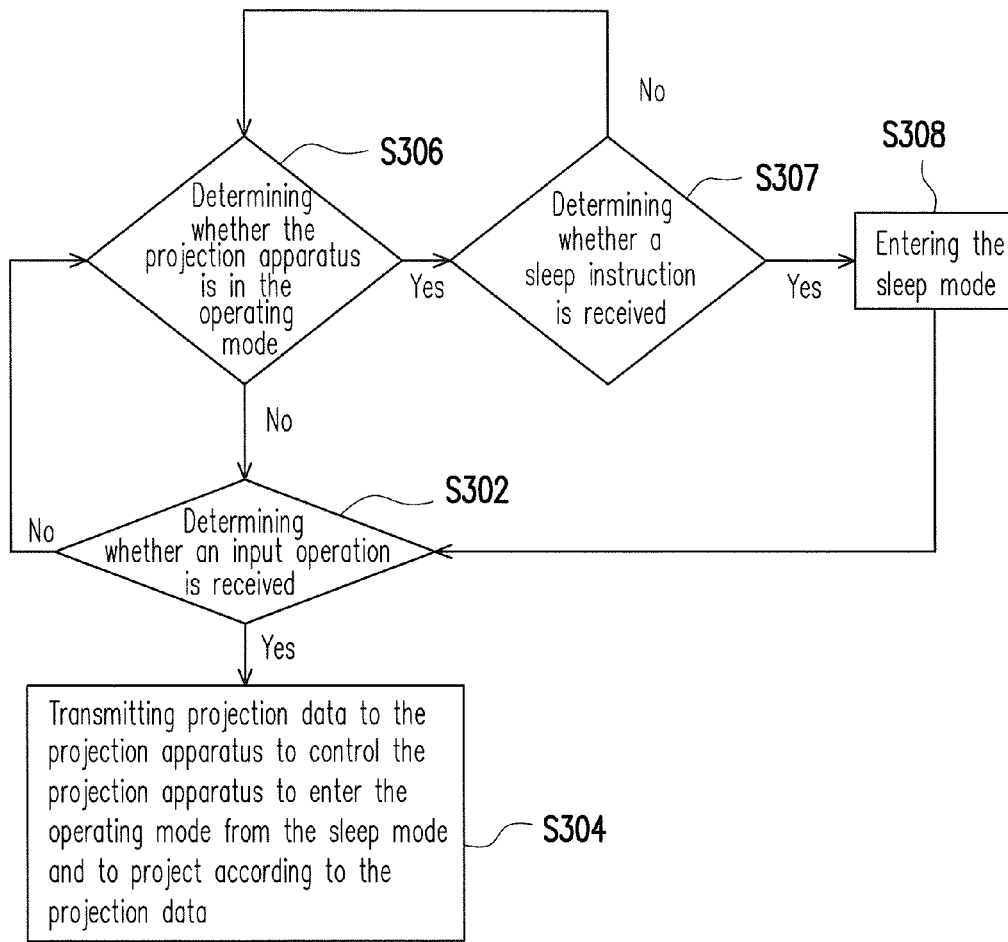 No
S306
S307
S308
Determining
whether the
projection apparatus
is in the
operating
mode
Yes
Determining
whether a
sleep instruction
is received
Yes
Entering the
sleep mode
No
S302
No
Determining
whether an input operation
is received
Yes
Transmitting projection data to the
projection apparatus to control the
projection apparatus to enter the
operating mode from the sleep mode
and to project according to the
projection data
S304